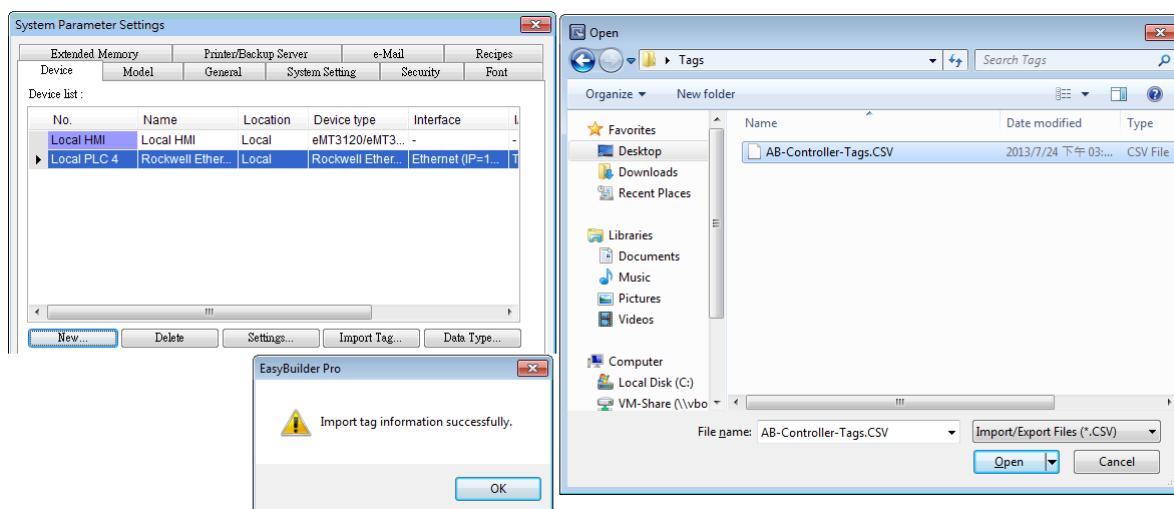 System Parameter Settings
Extended Memory Printer/Backup Server e-Mail Recipes
Device Model General System Setting Security Font
Device list :
No. Name Location Device type Interface I.
Local HMI Local HMI Local eMT3120/eMT3... - -
Local PLC 4 Rockwell Ether... Local Rockwell Ether... Ethernet (IP=1... T
New... Delete Settings... Import Tag... Data Type...
EasyBuilder Pro
Import tag information successfully.
OK
Open
Tags
Search Tags
Organize New folder
Favorites
Desktop
Downloads
Recent Places
Libraries
Documents
Music
Pictures
Videos
Computer
Local Disk (C:)
VM-Share (\\vbo
Name Date modified Type
AB-Controller-Tags.CSV 2013/7/24 下午 03:... CSV File
File name: AB-Controller-Tags.CSV Import/Export Files (*.CSV)
Open Cancel